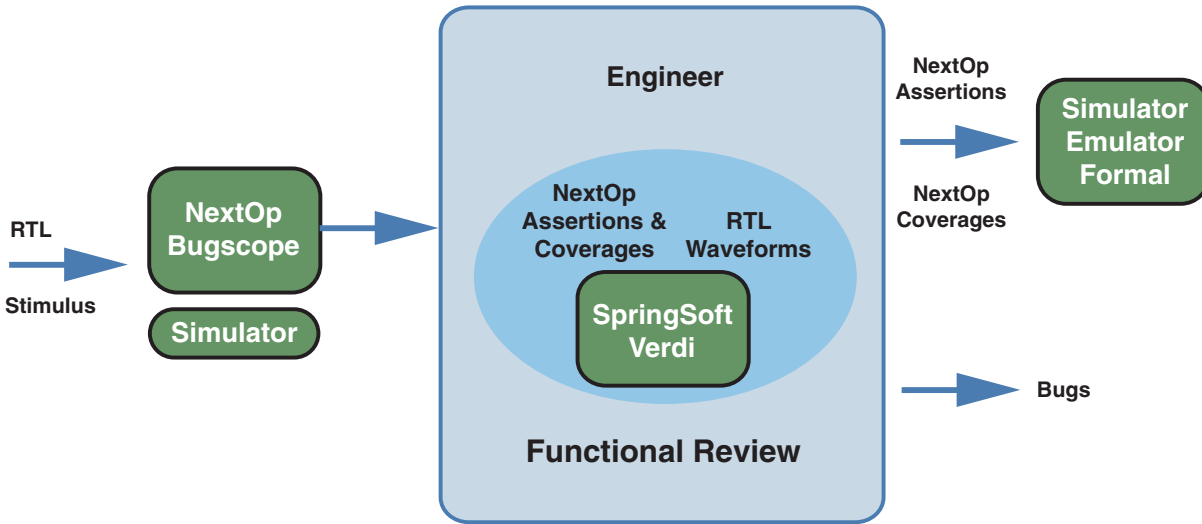 RTL
Stimulus
NextOp
Bugscope
Simulator
Engineer
NextOp
Assertions &
Coverages
RTL
Waveforms
SpringSoft
Verdi
Functional Review
NextOp
Assertions
NextOp
Coverages
Simulator
Emulator
Formal
Bugs